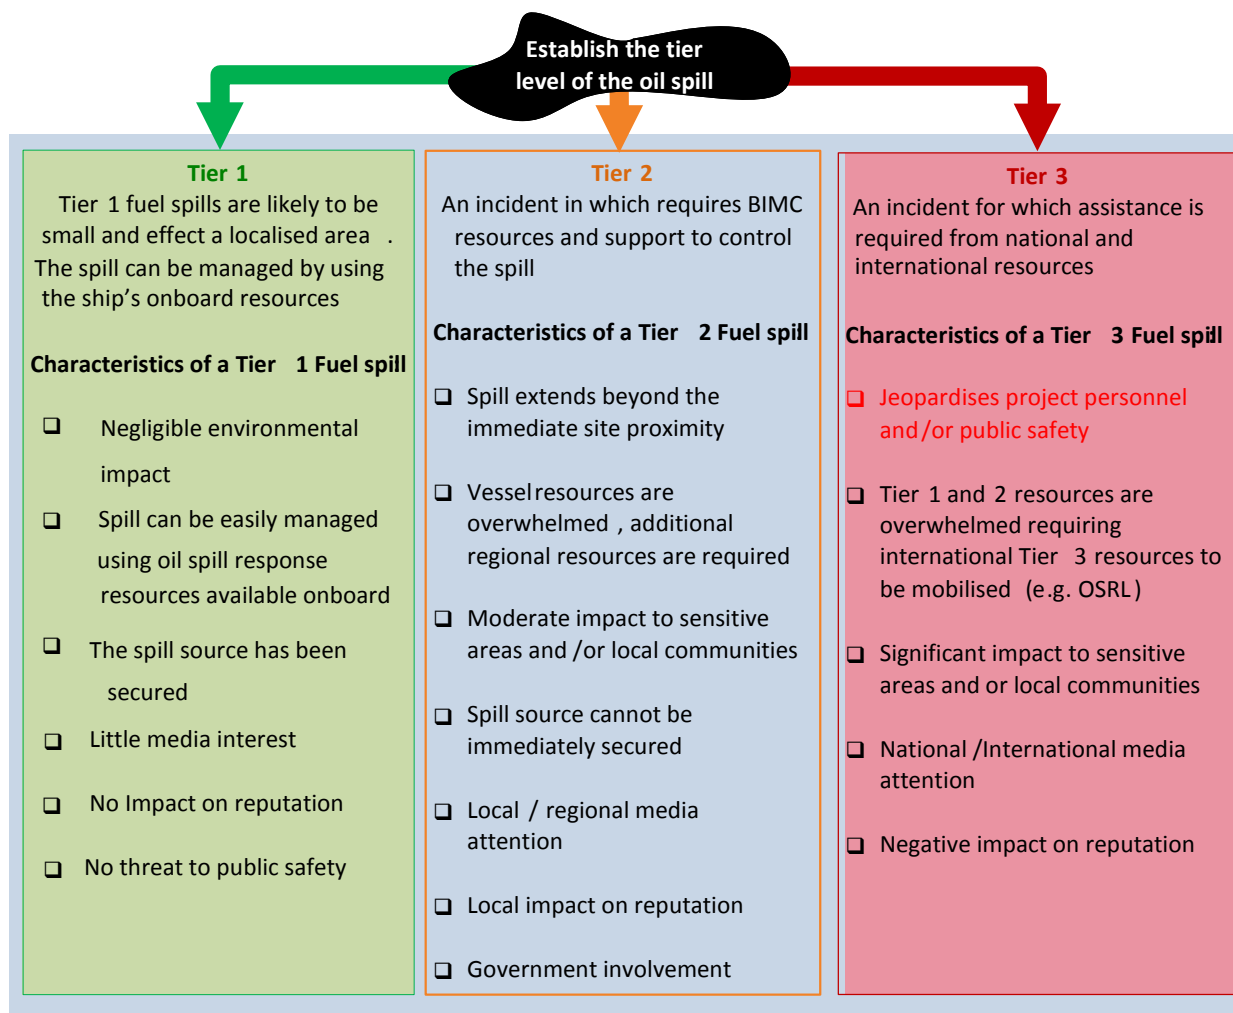 Establish the tier
level of the oil spill
Tier 1
Tier 1 fuel spills are likely to be
small and effect a localised area .
The spill can be managed by using
the ship's onboard resources
Characteristics of a Tier 1 Fuel spill
❑ Negligible environmental
impact
❑ Spill can be easily managed
using oil spill response
resources available onboard
❑ The spill source has been
secured
❑ Little media interest
❑ No Impact on reputation
❑ No threat to public safety
Tier 2
An incident in which requires BIMC
resources and support to control
the spill
Characteristics of a Tier 2 Fuel spill
❑ Spill extends beyond the
immediate site proximity
❑ Vessel resources are
overwhelmed , additional
regional resources are required
❑ Moderate impact to sensitive
areas and /or local communities
❑ Spill source cannot be
immediately secured
❑ Local / regional media
attention
❑ Local impact on reputation
❑ Government involvement
Tier 3
An incident for which assistance is
required from national and
international resources
Characteristics of a Tier 3 Fuel spill
❑ Jeopardises project personnel
and/or public safety
❑ Tier 1 and 2 resources are
overwhelmed requiring
international Tier 3 resources to
be mobilised (e.g. OSRL)
❑ Significant impact to sensitive
areas and or local communities
❑ National /International media
attention
❑ Negative impact on reputation